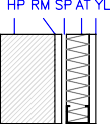 HP RM SP AT YL